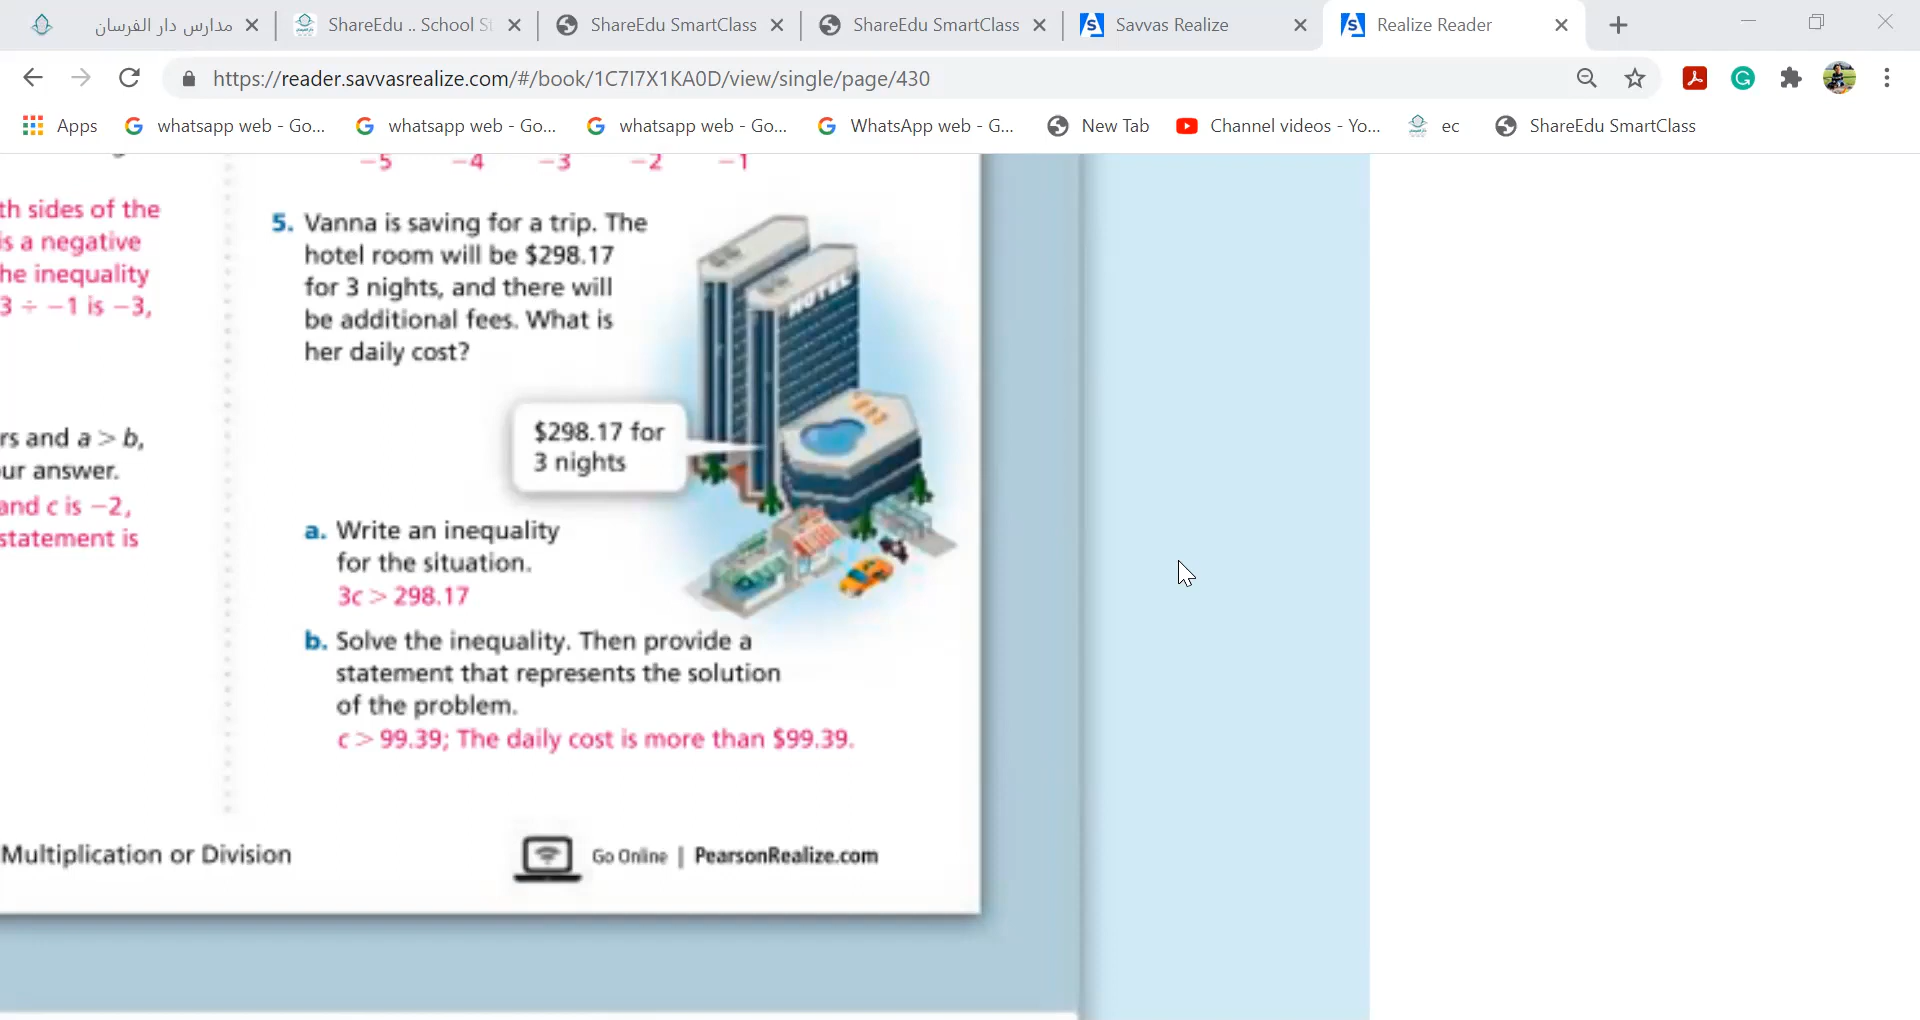 مدارس دار الفرسان
ShareEdu .. School St
ShareEdu SmartClass
ShareEdu SmartClass
Savvas Realize
Realize Reader
https://reader.savvasrealize.com/#/book/1C7I7X1KA0D/view/single/page/430
Apps
whatsapp web - Go...
whatsapp web - Go...
whatsapp web - Go...
WhatsApp web - G...
New Tab
Channel videos - Yo...
ec
ShareEdu SmartClass
th sides of the
is a negative
he inequality
3 ÷ −1 is −3,
rs and a > b,
ur answer.
and c is −2,
statement is
−5 −4 −3 −2 −1
5. Vanna is saving for a trip. The
hotel room will be $298.17
for 3 nights, and there will
be additional fees. What is
her daily cost?
HOTEL
$298.17 for
3 nights
a. Write an inequality
for the situation.
3c > 298.17
b. Solve the inequality. Then provide a
statement that represents the solution
of the problem.
c > 99.39; The daily cost is more than $99.39.
Multiplication or Division
Go Online | PearsonRealize.com